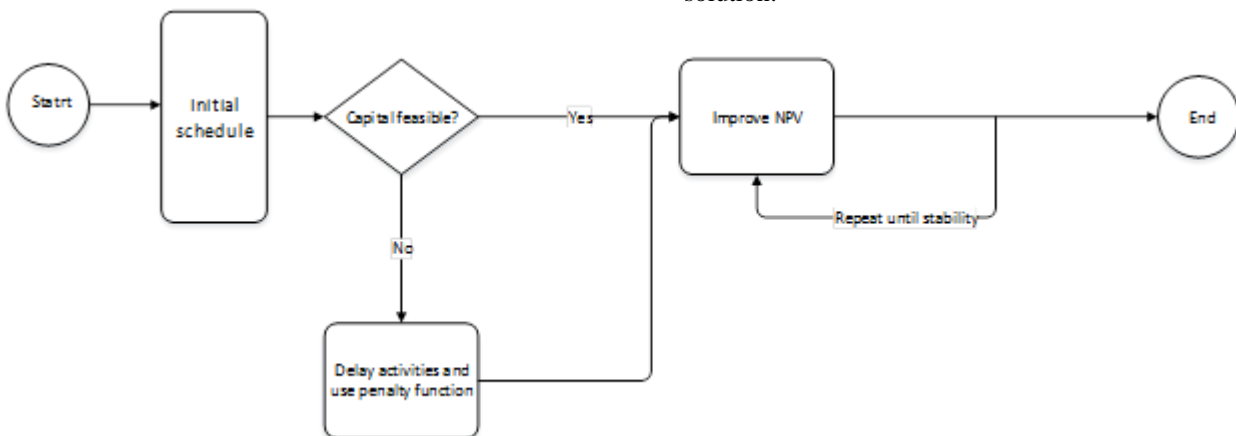 solution.
Statrt
Initial
schedule
Capital feasible?
Yes
Improve NPV
End
Repeat until stability
No
Delay activities and
use penalty function